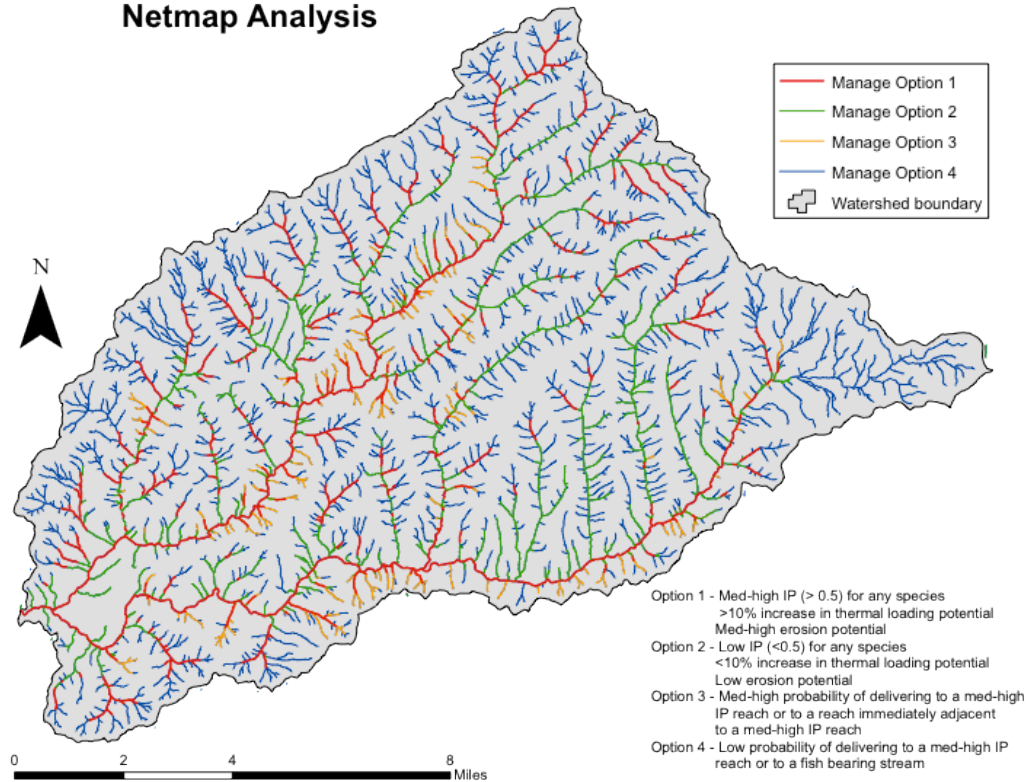 Netmap Analysis
Manage Option 1
Manage Option 2
Manage Option 3
Manage Option 4
Watershed boundary
N
Option 1 - Med-high IP (> 0.5) for any species
>10% increase in thermal loading potential
Med-high erosion potential
Option 2 - Low IP (<0.5) for any species
<10% increase in thermal loading potential
Low erosion potential
Option 3 - Med-high probability of delivering to a med-high
IP reach or to a reach immediately adjacent
to a med-high IP reach
Option 4 - Low probability of delivering to a med-high IP
reach or to a fish bearing stream
0 2 4 8
Miles